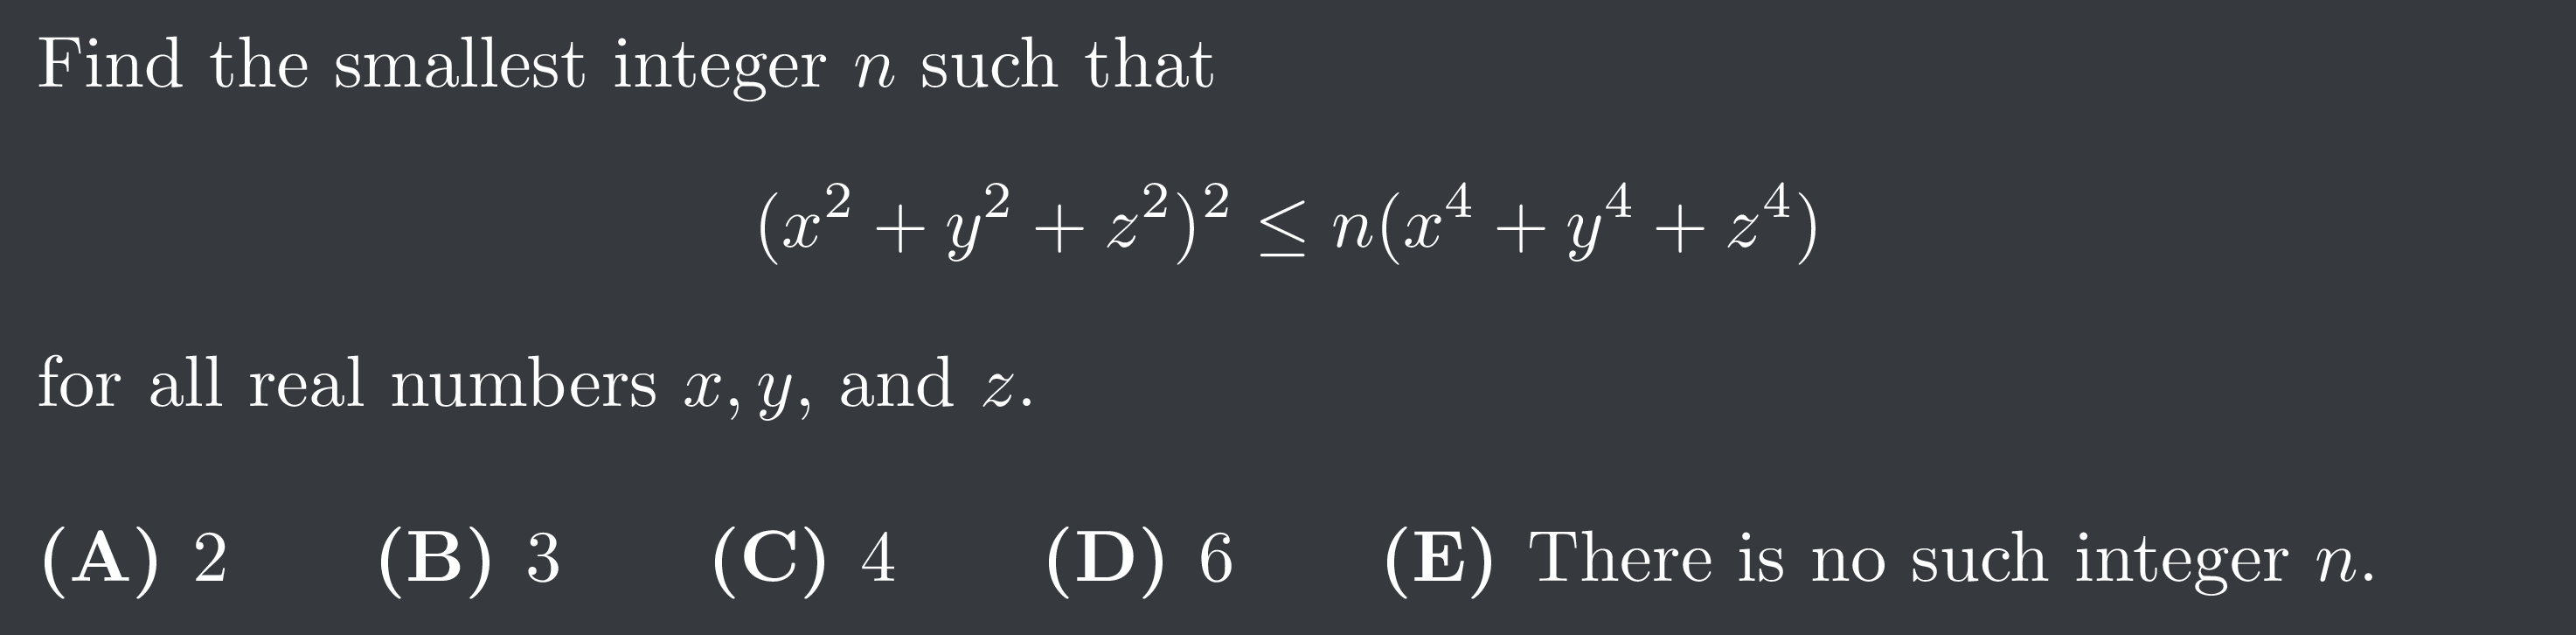 Find the smallest integer n such that
(x² + y² + z²)² ≤ n(x⁴ + y⁴ + z⁴)
for all real numbers x, y, and z.
(A) 2 (B) 3 (C) 4 (D) 6 (E) There is no such integer n.